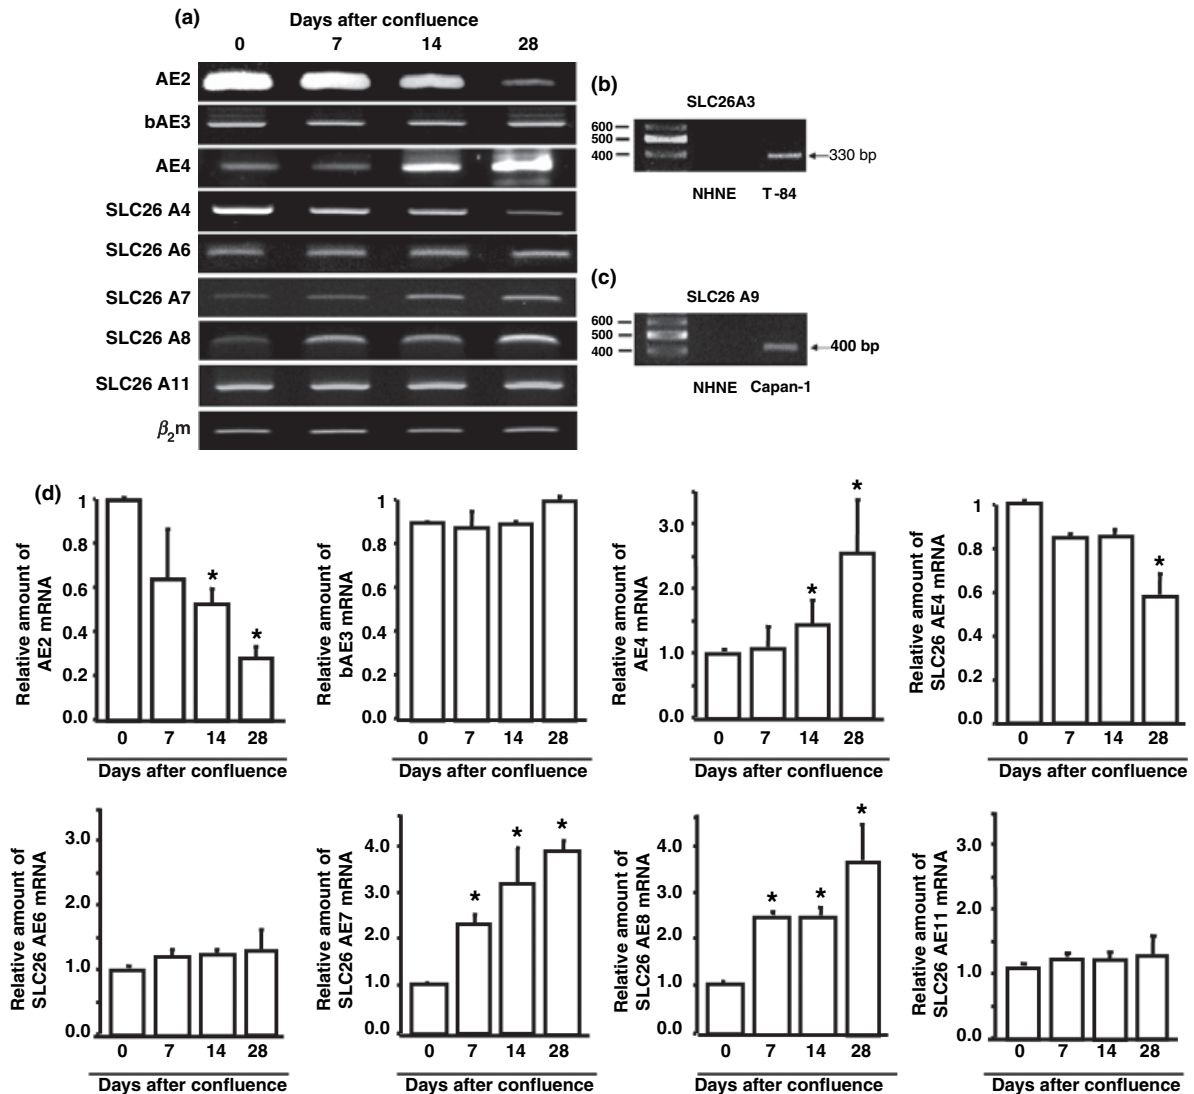 (a)
Days after confluence
0 7 14 28
AE2
bAE3
AE4
SLC26 A4
SLC26 A6
SLC26 A7
SLC26 A8
SLC26 A11
β2m
(b)
SLC26A3
600
500
400
330 bp
NHNE T-84
(c)
SLC26 A9
600
500
400
400 bp
NHNE Capan-1
(d)
Relative amount of
AE2 mRNA
1
0.8
0.6
0.4
0.2
0.0
* *
0 7 14 28
Days after confluence
Relative amount of
bAE3 mRNA
1
0.8
0.6
0.4
0.2
0.0
0 7 14 28
Days after confluence
Relative amount of
AE4 mRNA
3.0
2.0
1.0
0.0
* *
0 7 14 28
Days after confluence
Relative amount of
SLC26 AE4 mRNA
1
0.8
0.6
0.4
0.2
0.0
*
0 7 14 28
Days after confluence
Relative amount of
SLC26 AE6 mRNA
3.0
2.0
1.0
0.0
0 7 14 28
Days after confluence
Relative amount of
SLC26 AE7 mRNA
4.0
3.0
2.0
1.0
0.0
* * *
0 7 14 28
Days after confluence
Relative amount of
SLC26 AE8 mRNA
4.0
3.0
2.0
1.0
0.0
* * *
0 7 14 28
Days after confluence
Relative amount of
SLC26 AE11 mRNA
3.0
2.0
1.0
0.0
0 7 14 28
Days after confluence